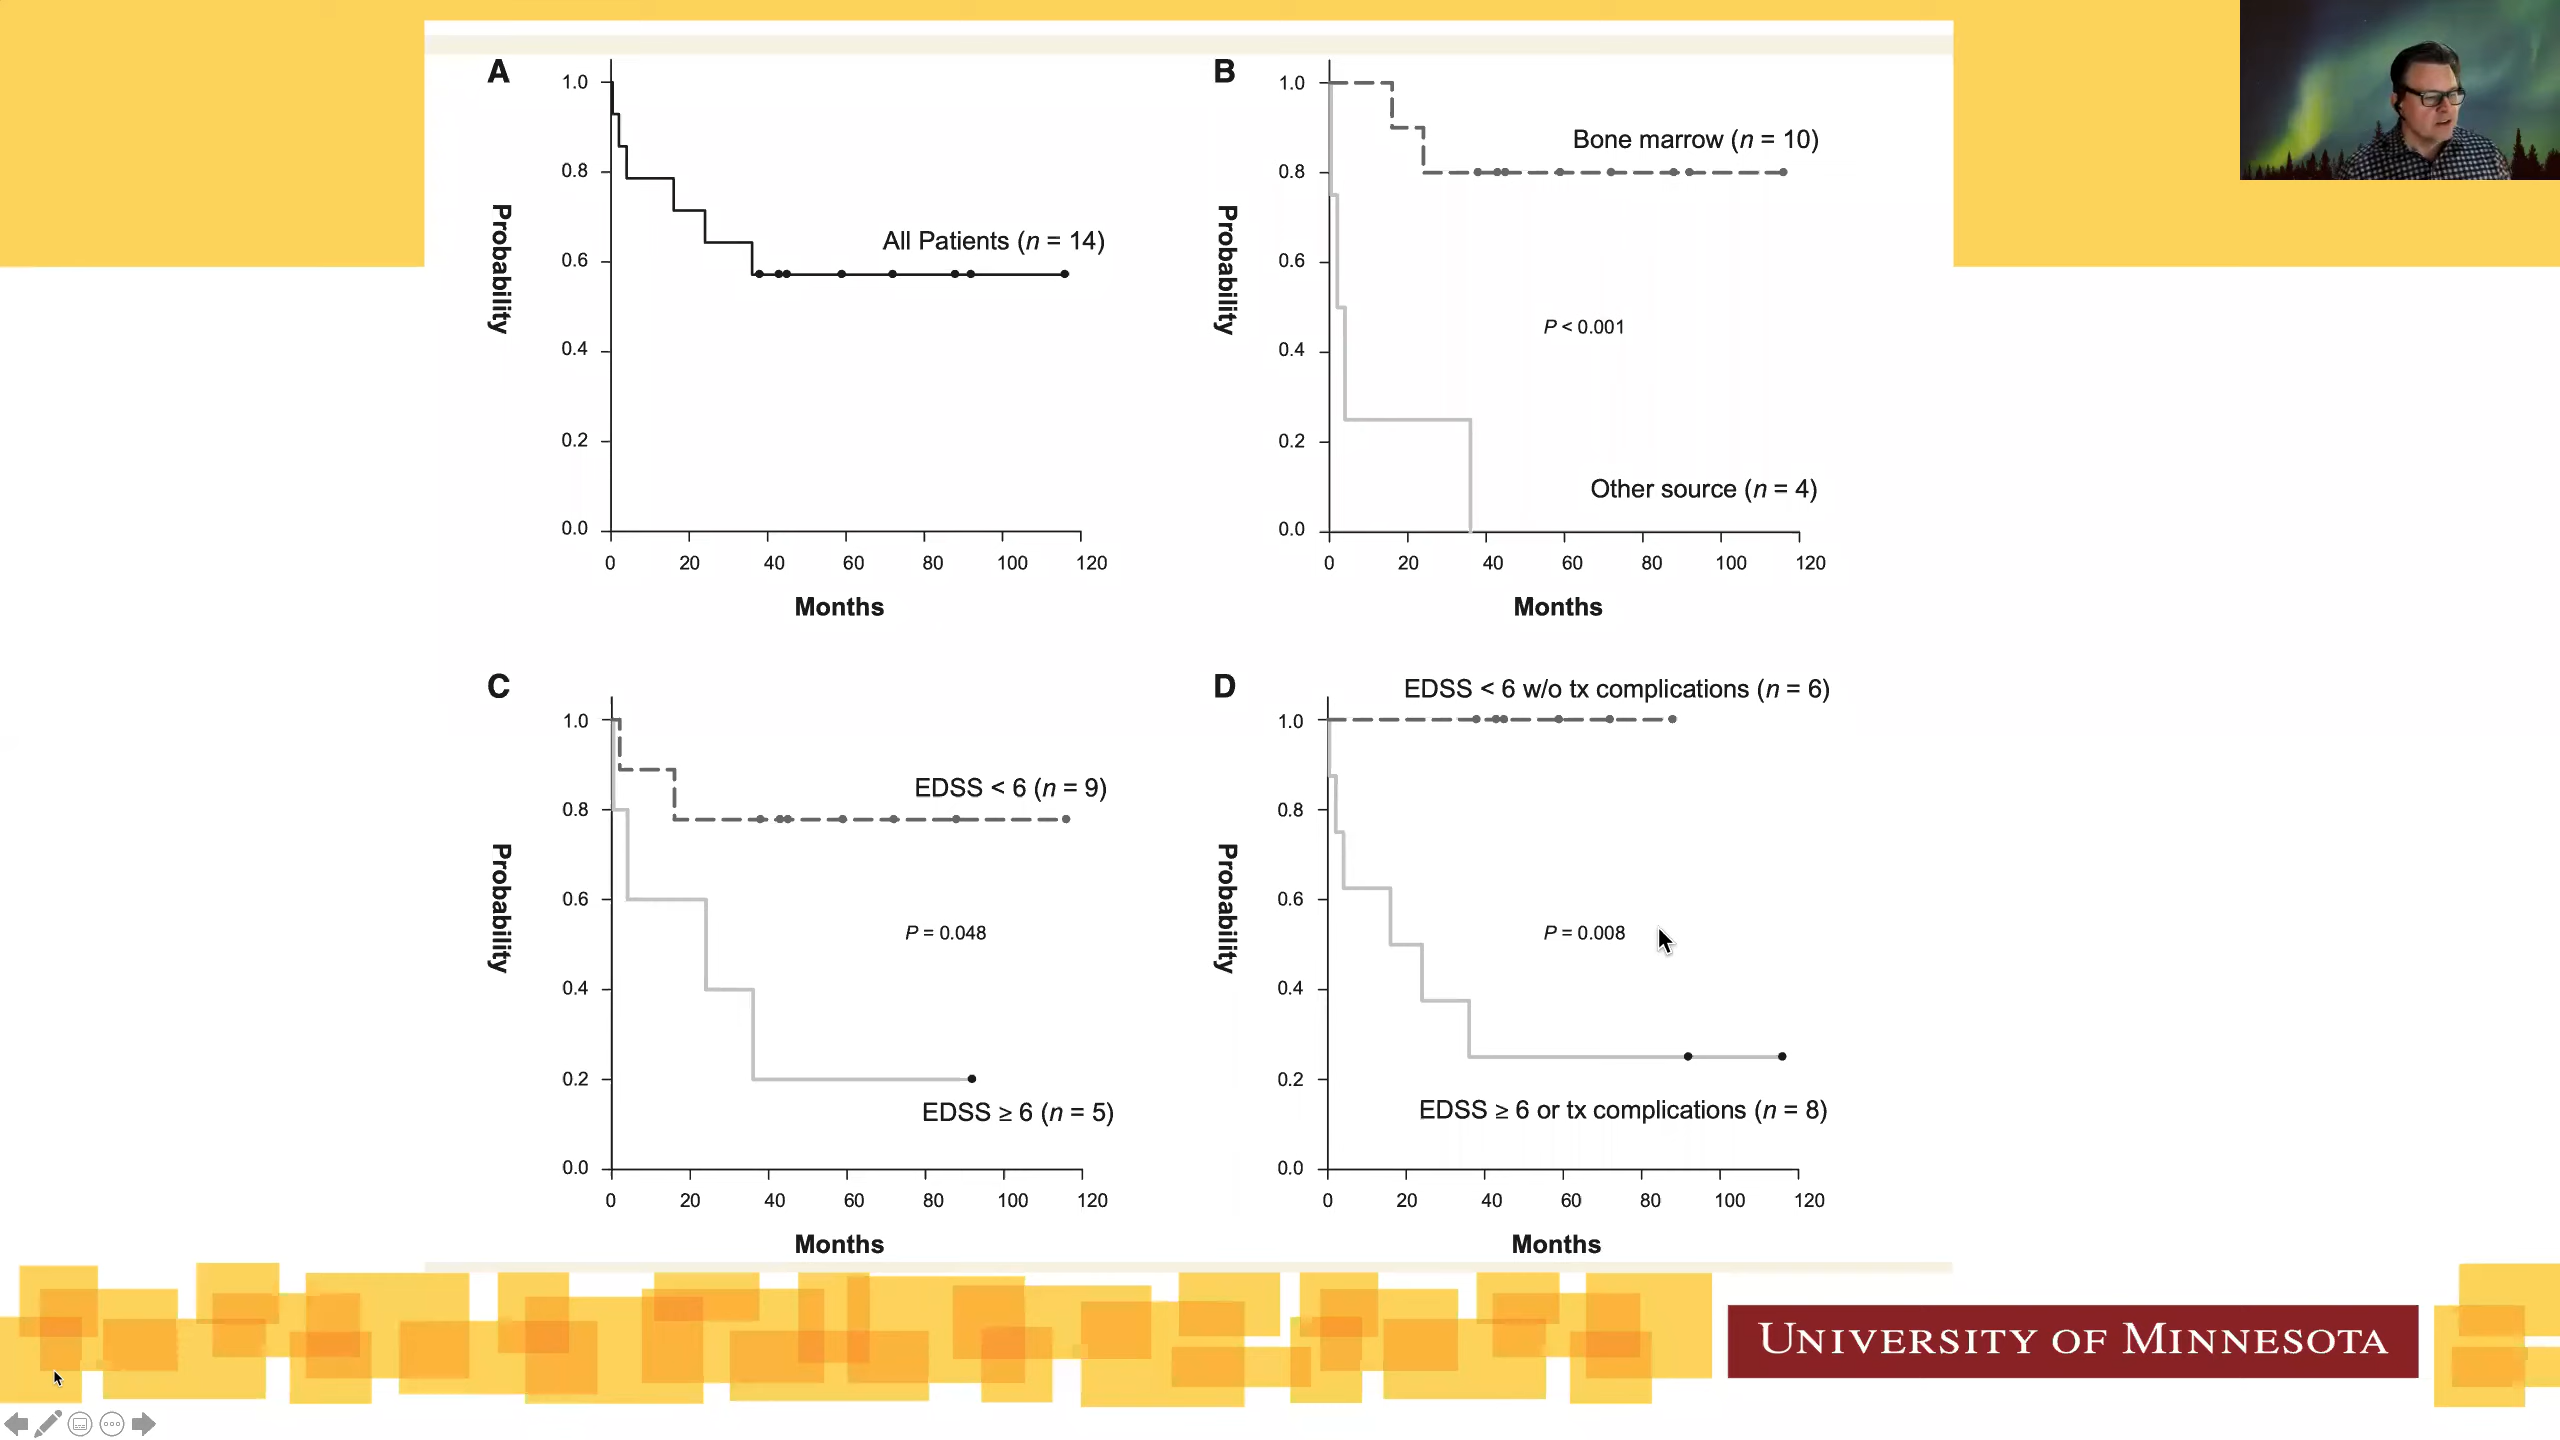 A
1.0
0.8
0.6
0.4
0.2
0.0
Probability
All Patients (n = 14)
0 20 40 60 80 100 120
Months
B
1.0
0.8
0.6
0.4
0.2
0.0
Probability
Bone marrow (n = 10)
P < 0.001
Other source (n = 4)
0 20 40 60 80 100 120
Months
C
1.0
0.8
0.6
0.4
0.2
0.0
Probability
EDSS < 6 (n = 9)
P = 0.048
EDSS ≥ 6 (n = 5)
0 20 40 60 80 100 120
Months
D
EDSS < 6 w/o tx complications (n = 6)
1.0
0.8
0.6
0.4
0.2
0.0
Probability
P = 0.008
EDSS ≥ 6 or tx complications (n = 8)
0 20 40 60 80 100 120
Months
UNIVERSITY OF MINNESOTA